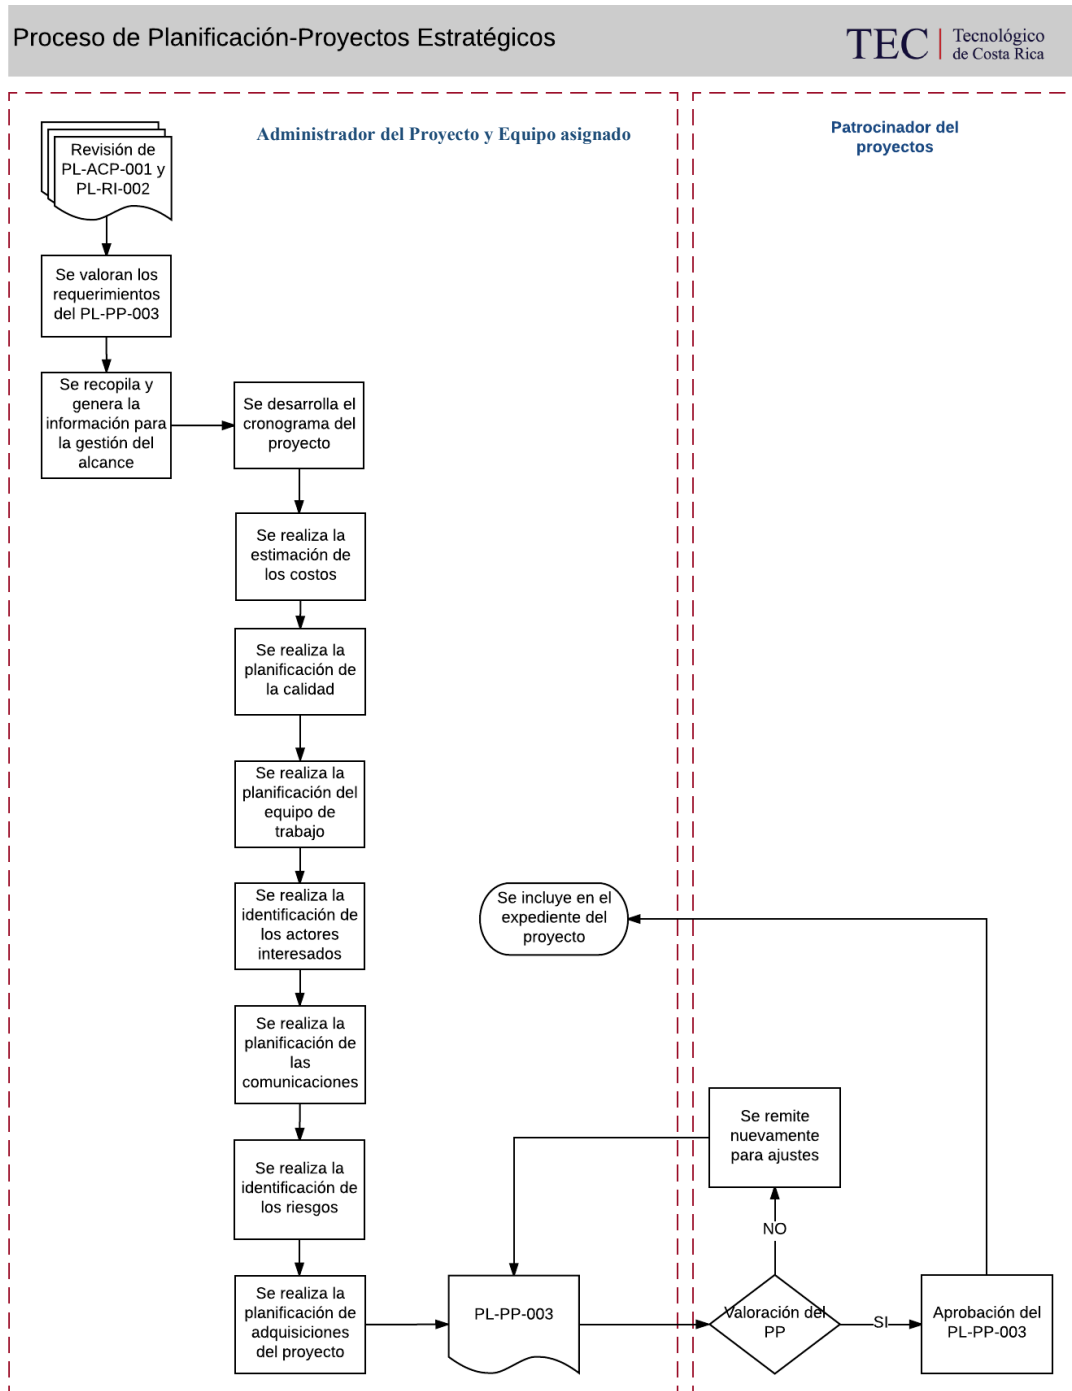 Proceso de Planificación-Proyectos Estratégicos
TEC
Tecnológico
de Costa Rica
Administrador del Proyecto y Equipo asignado
Patrocinador del
proyectos
Revisión de
PL-ACP-001 y
PL-RI-002
Se valoran los
requerimientos
del PL-PP-003
Se recopila y
genera la
información para
la gestión del
alcance
Se desarrolla el
cronograma del
proyecto
Se realiza la
estimación de
los costos
Se realiza la
planificación de
la calidad
Se realiza la
planificación del
equipo de
trabajo
Se realiza la
identificación de
los actores
interesados
Se incluye en el
expediente del
proyecto
Se realiza la
planificación de
las
comunicaciones
Se remite
nuevamente
para ajustes
Se realiza la
identificación de
los riesgos
NO
Se realiza la
planificación de
adquisiciones
del proyecto
PL-PP-003
Valoración del
PP
SI
Aprobación del
PL-PP-003